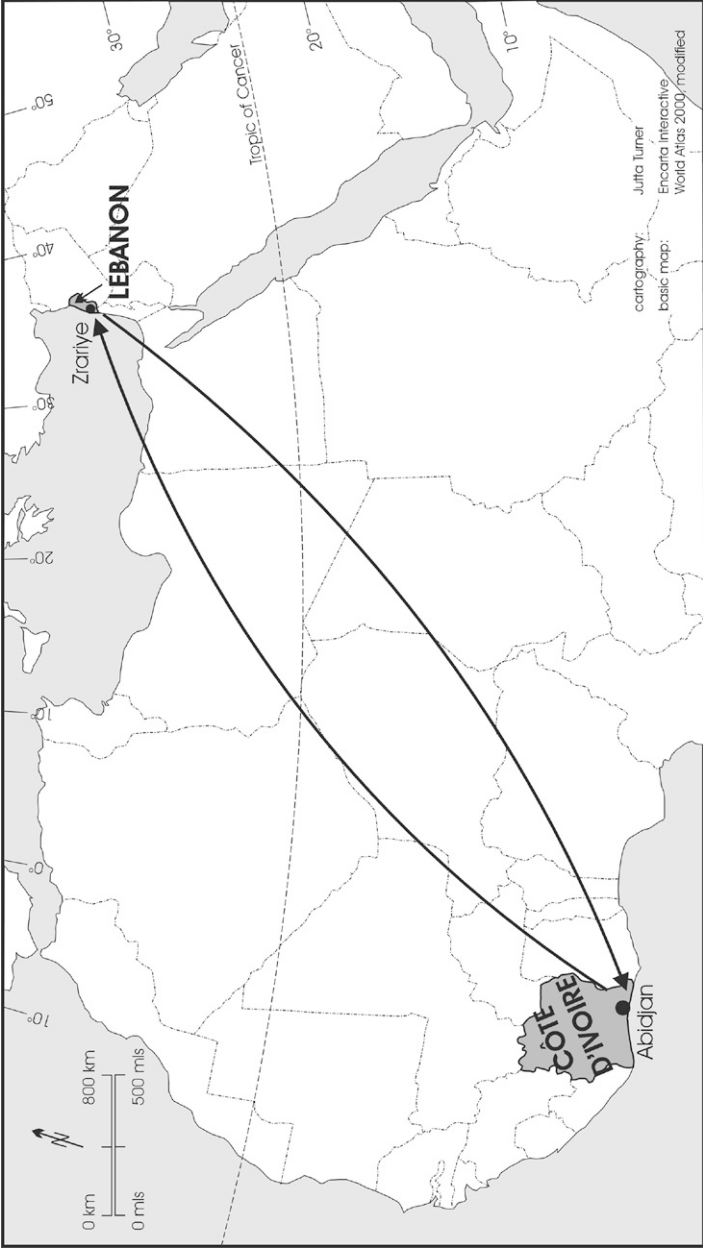 10°
0°
10°
20°
30°
40°
50°
30°
20°
10°
N
0 km 800 km
0 mls 500 mls
Tropic of Cancer
Zrariye
LEBANON
CÔTE
D'IVOIRE
Abidjan
cartography: Jutta Turner
basic map: Encarta Interactive
World Atlas 2000, modified